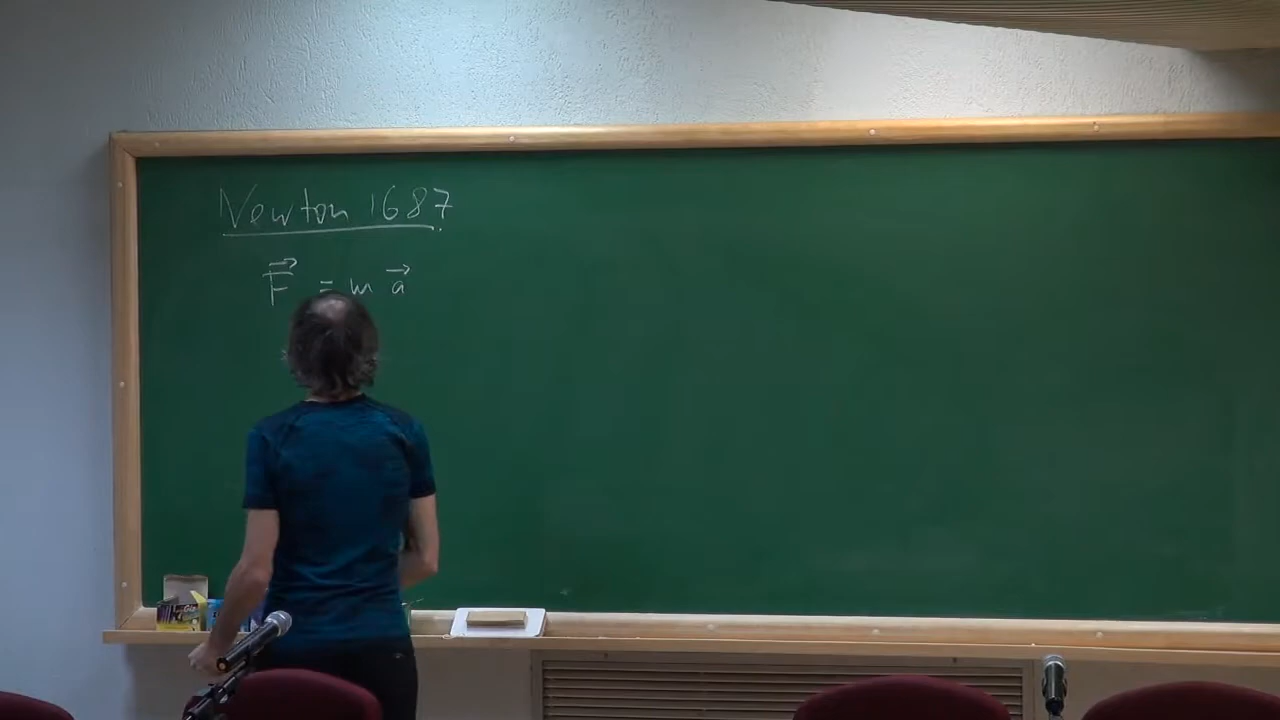 Newton 1687
F⃗ = m a⃗